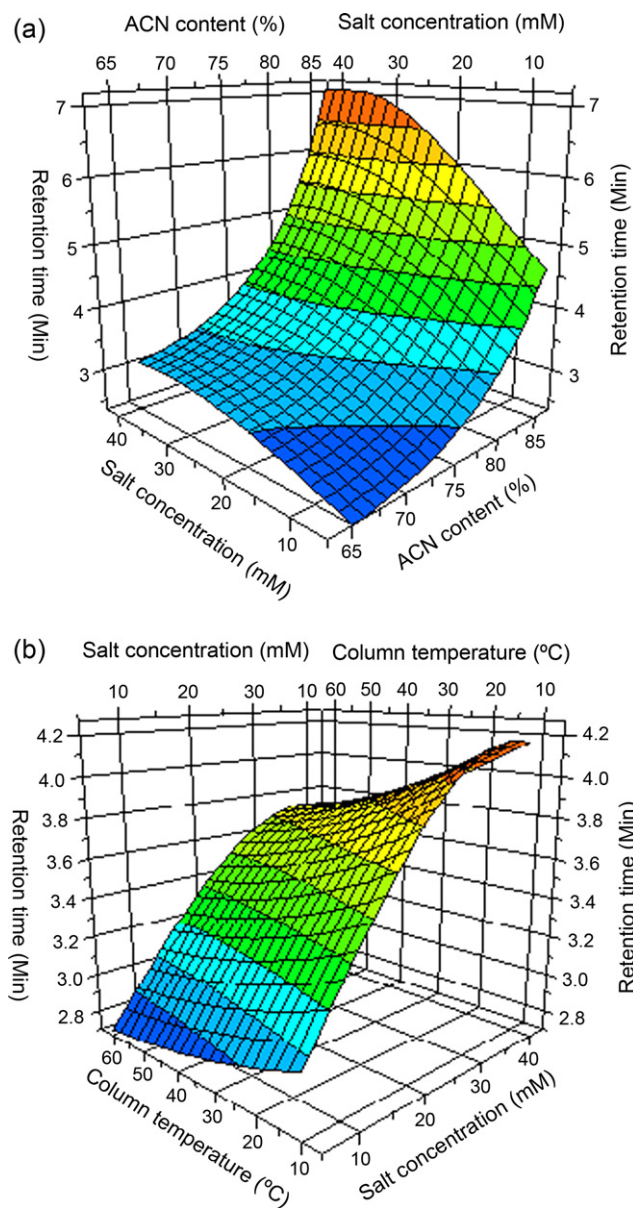 (a)
ACN content (%) Salt concentration (mM)
65 70 75 80 85 40 30 20 10
7 7
6 6
5 5
4 4
3 3
Retention time (Min) Retention time (Min)
40 30 20 10 65 70 75 80 85
Salt concentration (mM) ACN content (%)
(b)
Salt concentration (mM) Column temperature (ºC)
10 20 30 10 60 50 40 30 20 10
4.2 4.2
4.0 4.0
3.8 3.8
3.6 3.6
3.4 3.4
3.2 3.2
3.0 3.0
2.8 2.8
Retention time (Min) Retention time (Min)
60 50 40 30 20 10 10 20 30 40
Column temperature (ºC) Salt concentration (mM)